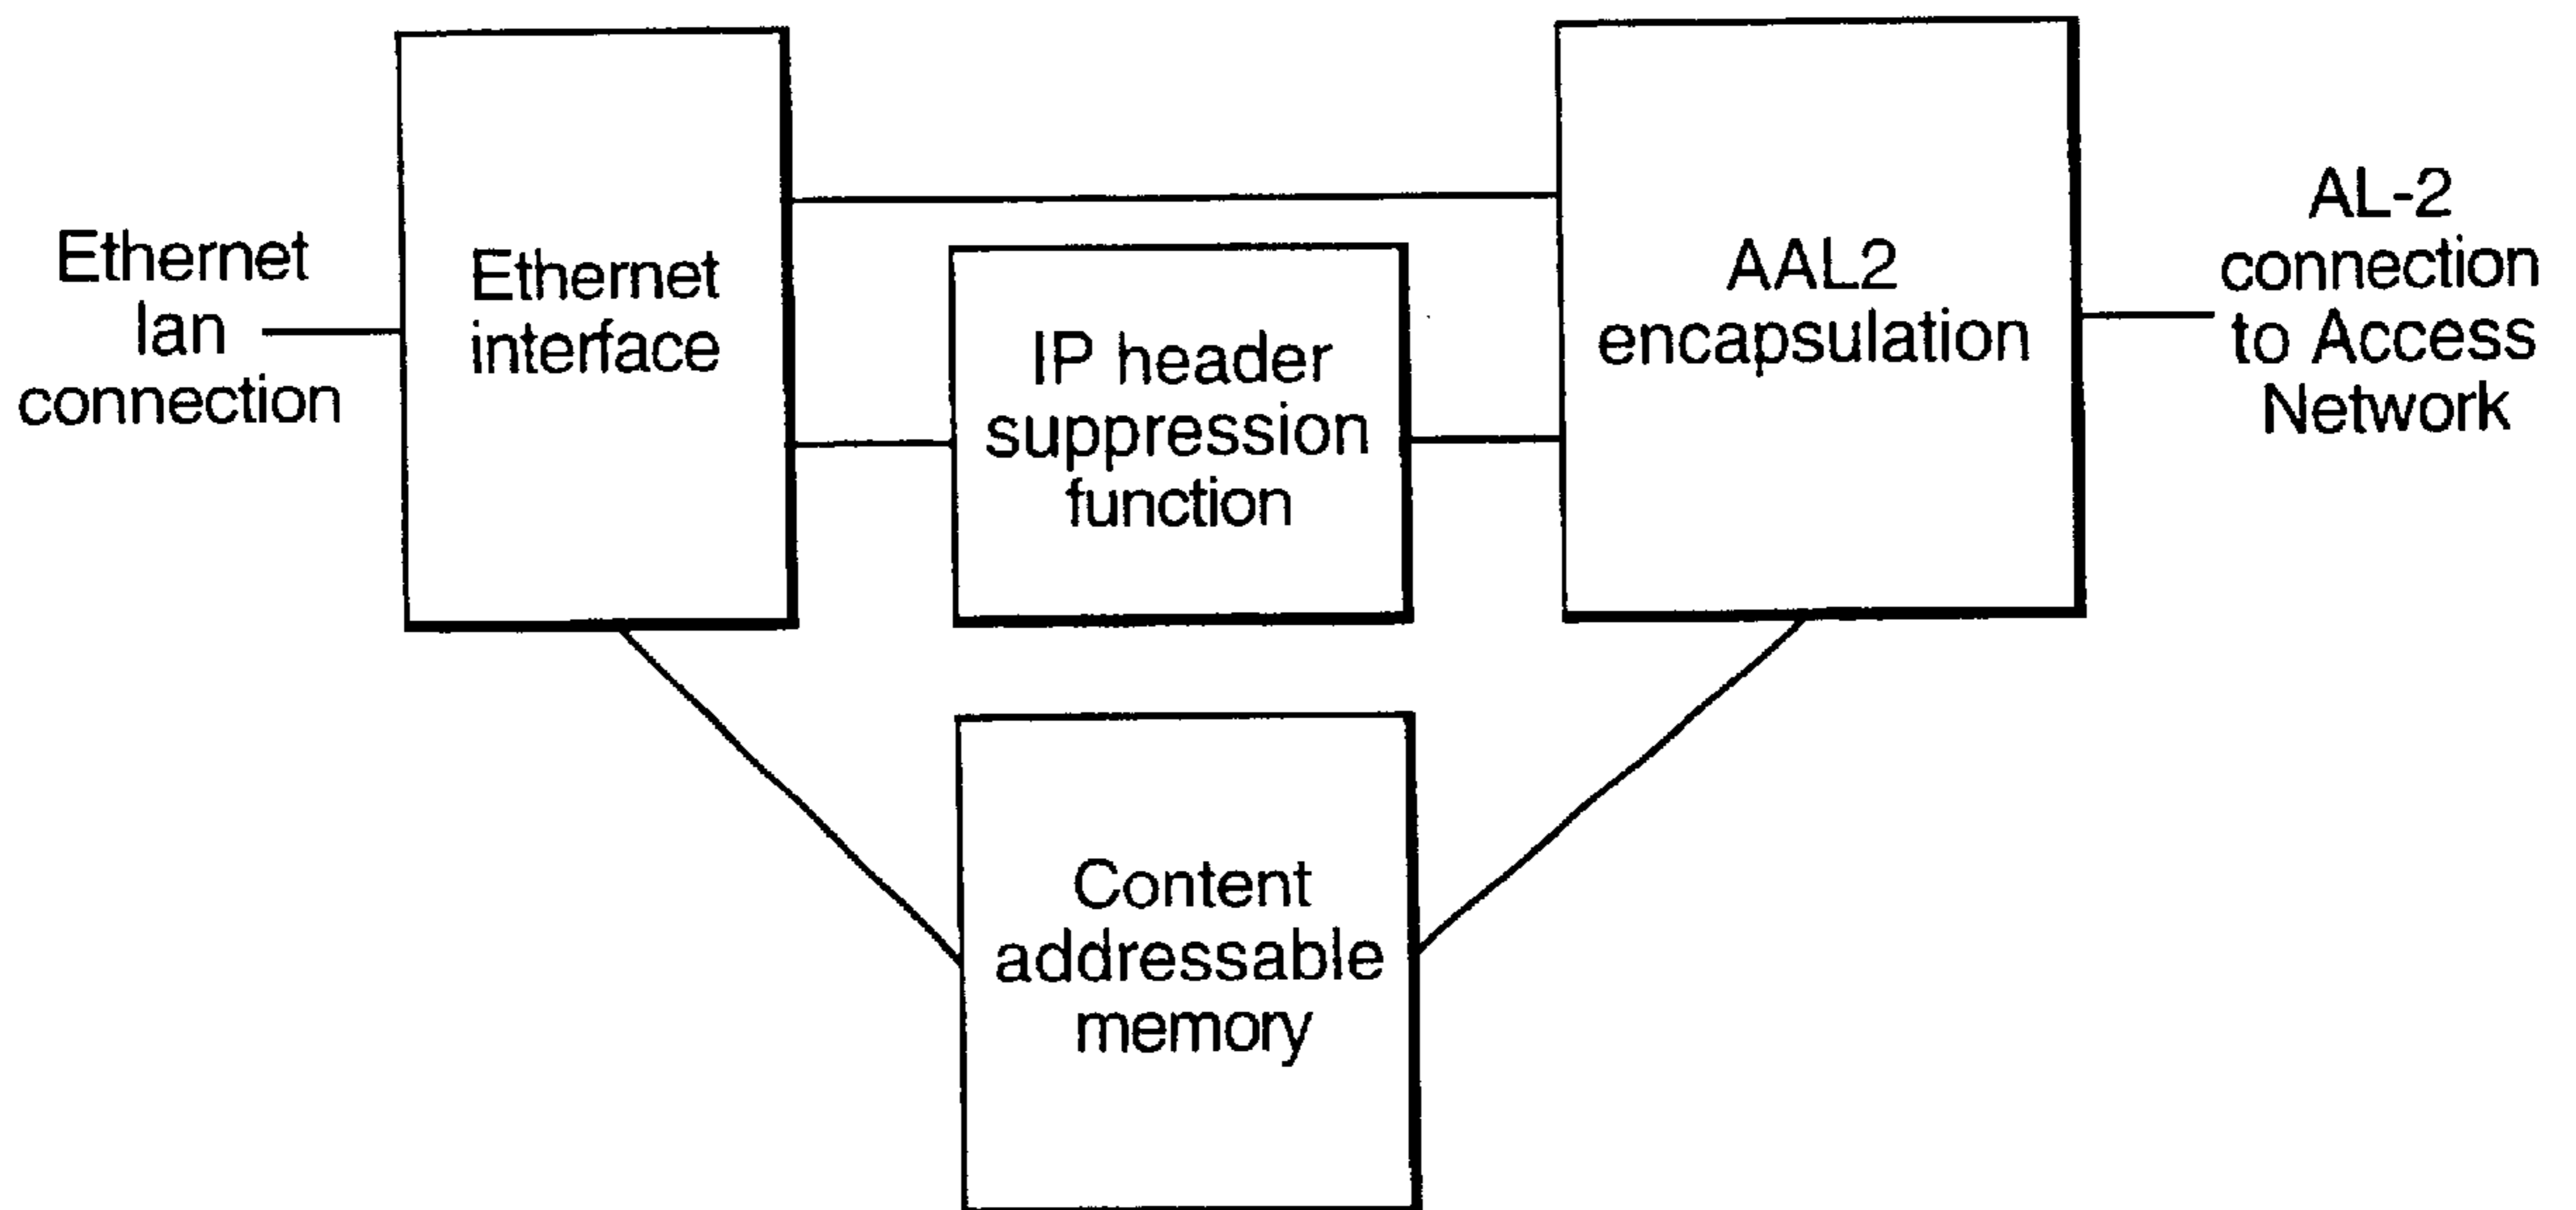 Ethernet
lan
connection
Ethernet
interface
IP header
suppression
function
AAL2
encapsulation
AL-2
connection
to Access
Network
Content
addressable
memory